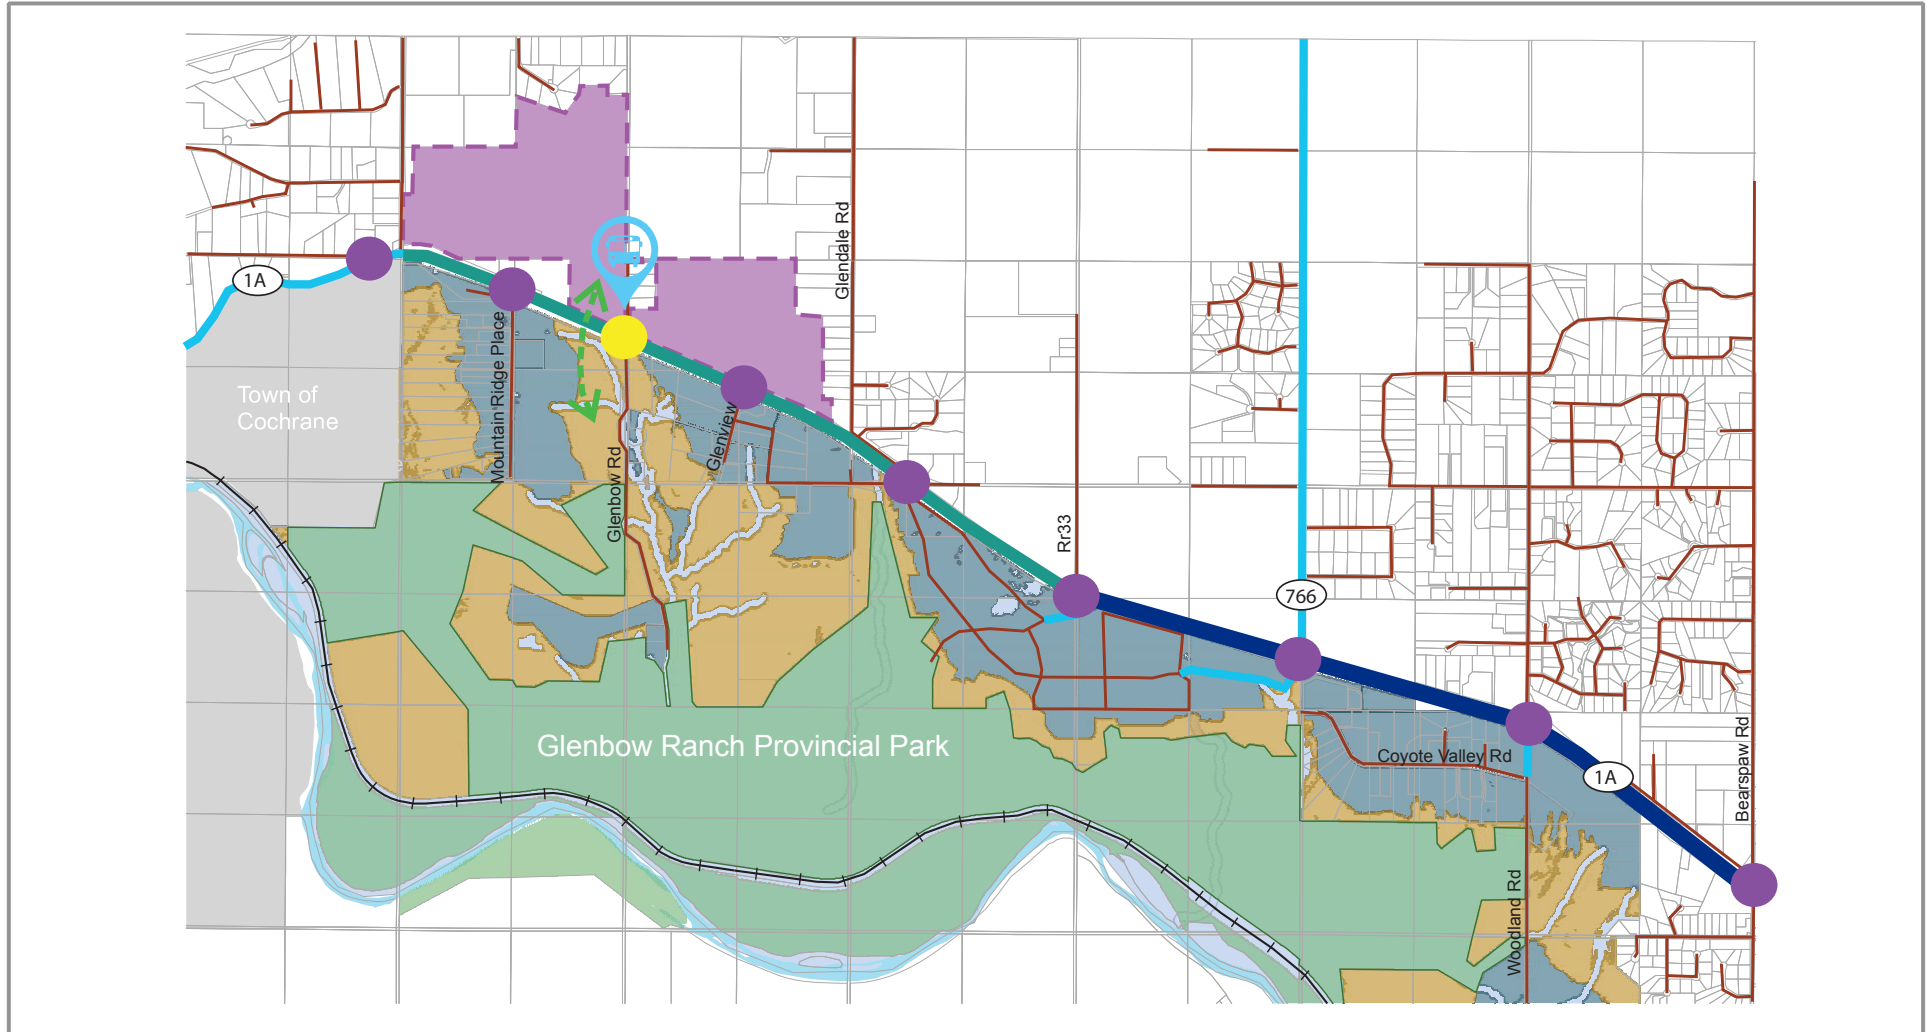 Glendale Rd
1A
Mountain Ridge Place
Town of
Cochrane
Glenview
Glenbow Rd
Rr33
766
Glenbow Ranch Provincial Park
Coyote Valley Rd
1A
Bearspaw Rd
Woodland Rd